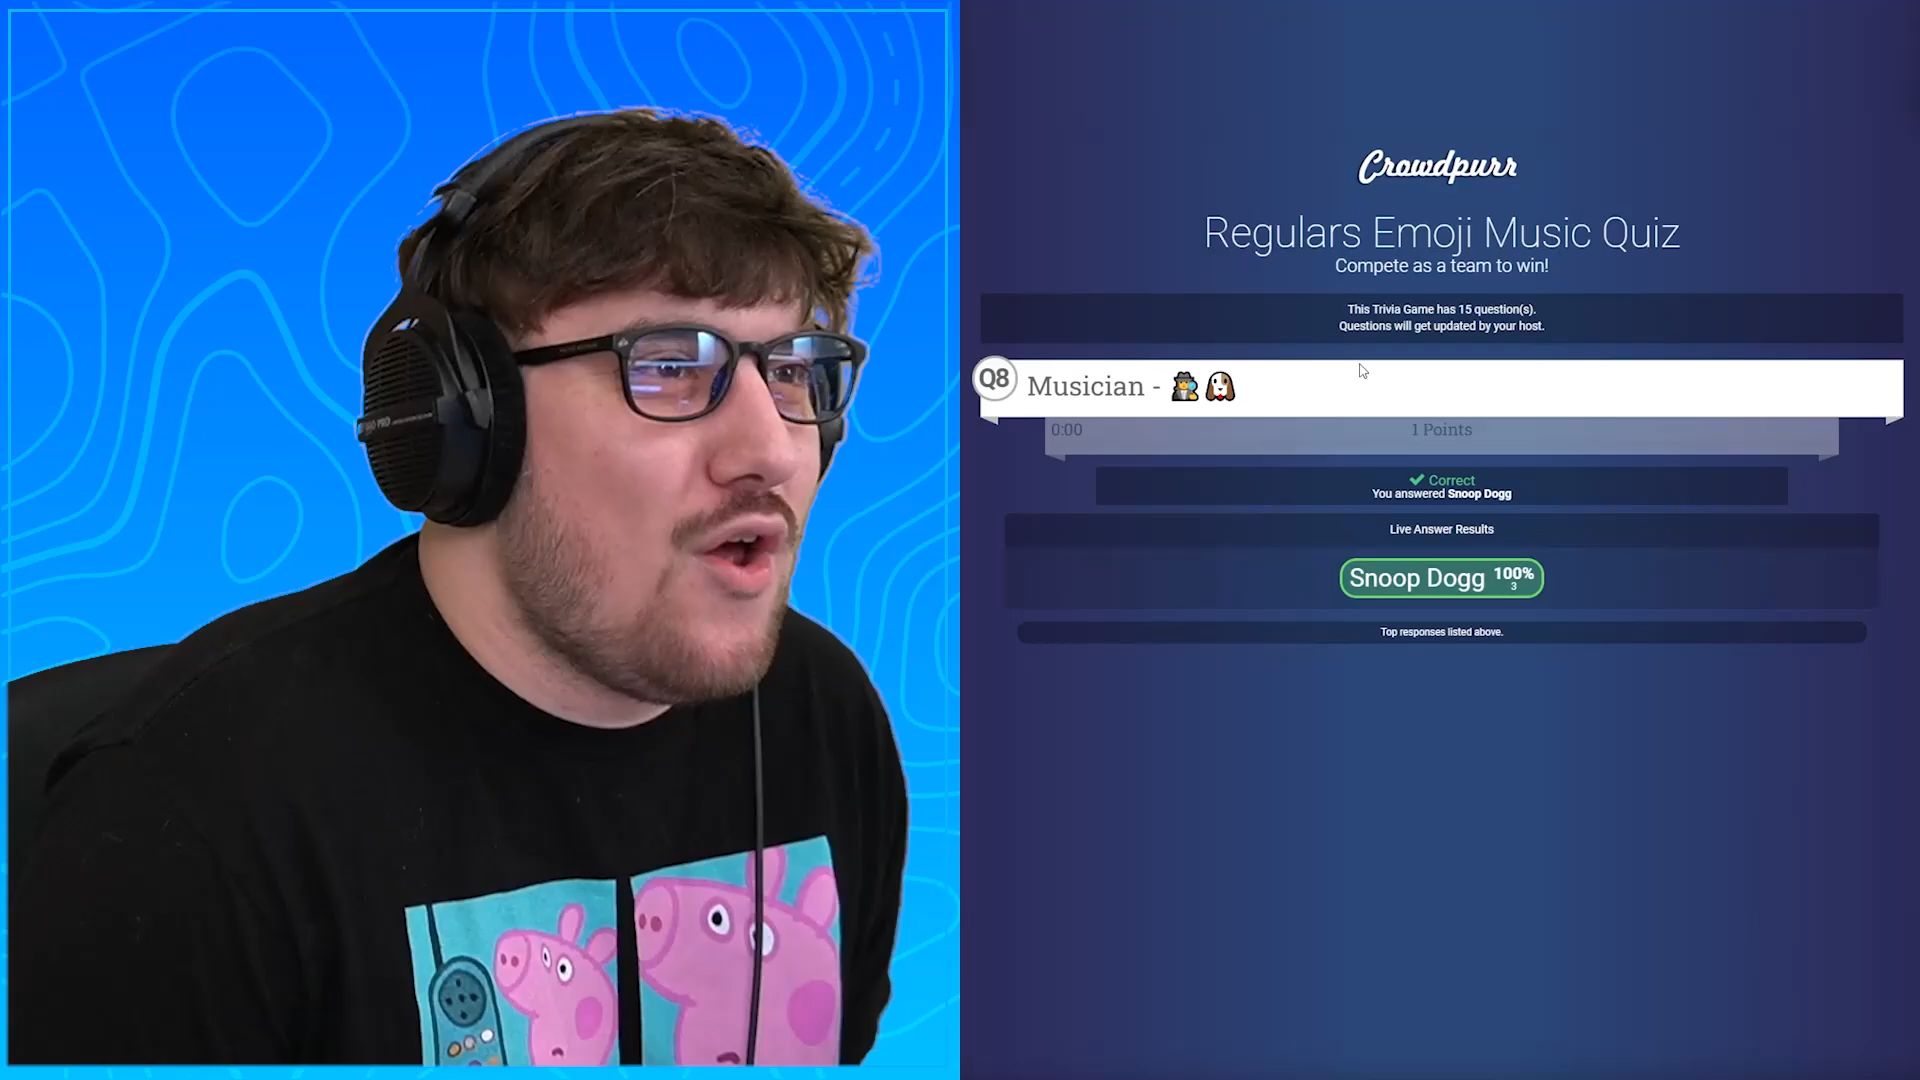 Crowdpurr
Regulars Emoji Music Quiz
Compete as a team to win!
This Trivia Game has 15 question(s).
Questions will get updated by your host.
Q8 Musician - 🕵️🐶
0:00 1 Points
✔ Correct
You answered Snoop Dogg
Live Answer Results
Snoop Dogg 100%
3
Top responses listed above.